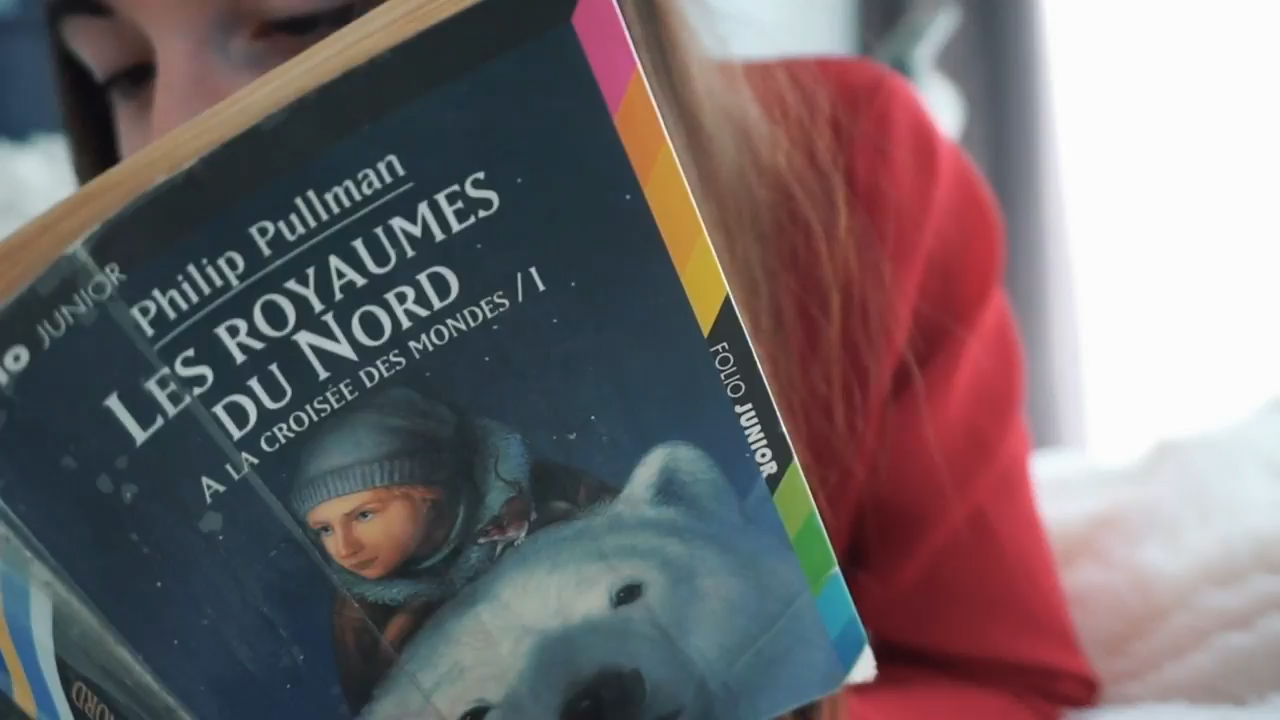 Philip Pullman
LES ROYAUMES
DU NORD
A LA CROISÉE DES MONDES / I
JUNIOR
FOLIO JUNIOR